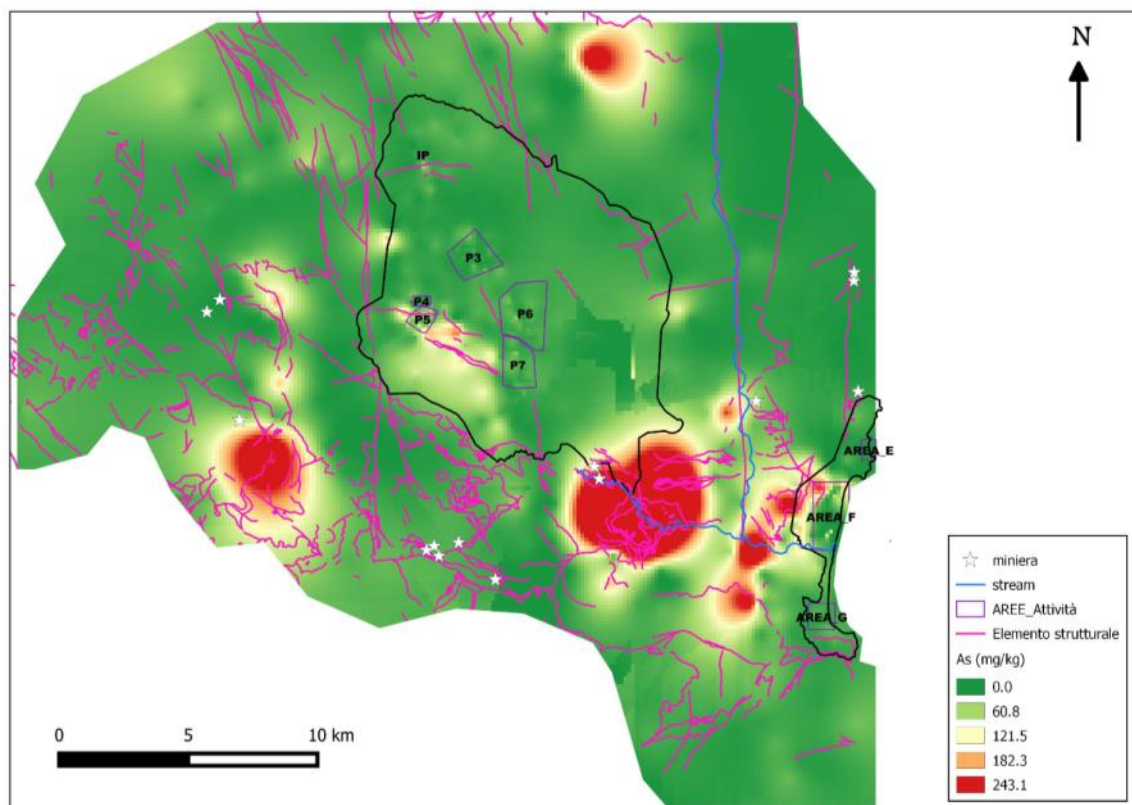 N
IP
P3
P4
P5
P6
P7
AREA_E
AREA_F
AREA_G
miniera
stream
AREE_Attività
Elemento strutturale
As (mg/kg)
0.0
60.8
121.5
182.3
243.1
0 5 10 km